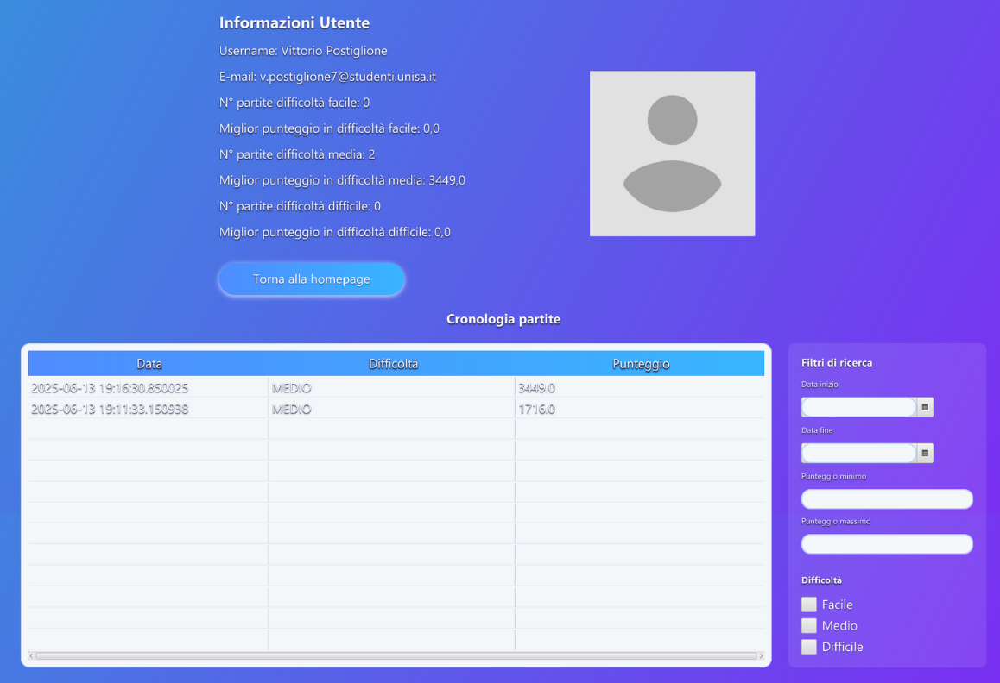 Informazioni Utente
Username: Vittorio Postiglione
E-mail: v.postiglione7@studenti.unisa.it
N° partite difficoltà facile: 0
Miglior punteggio in difficoltà facile: 0,0
N° partite difficoltà media: 2
Miglior punteggio in difficoltà media: 3449,0
N° partite difficoltà difficile: 0
Miglior punteggio in difficoltà difficile: 0,0
Torna alla homepage
Cronologia partite
Data Difficoltà Punteggio
2025-06-13 19:16:30.850025 MEDIO 3449.0
2025-06-13 19:11:33.150938 MEDIO 1716.0
Filtri di ricerca
Data inizio
Data fine
Punteggio minimo
Punteggio massimo
Difficoltà
Facile
Medio
Difficile